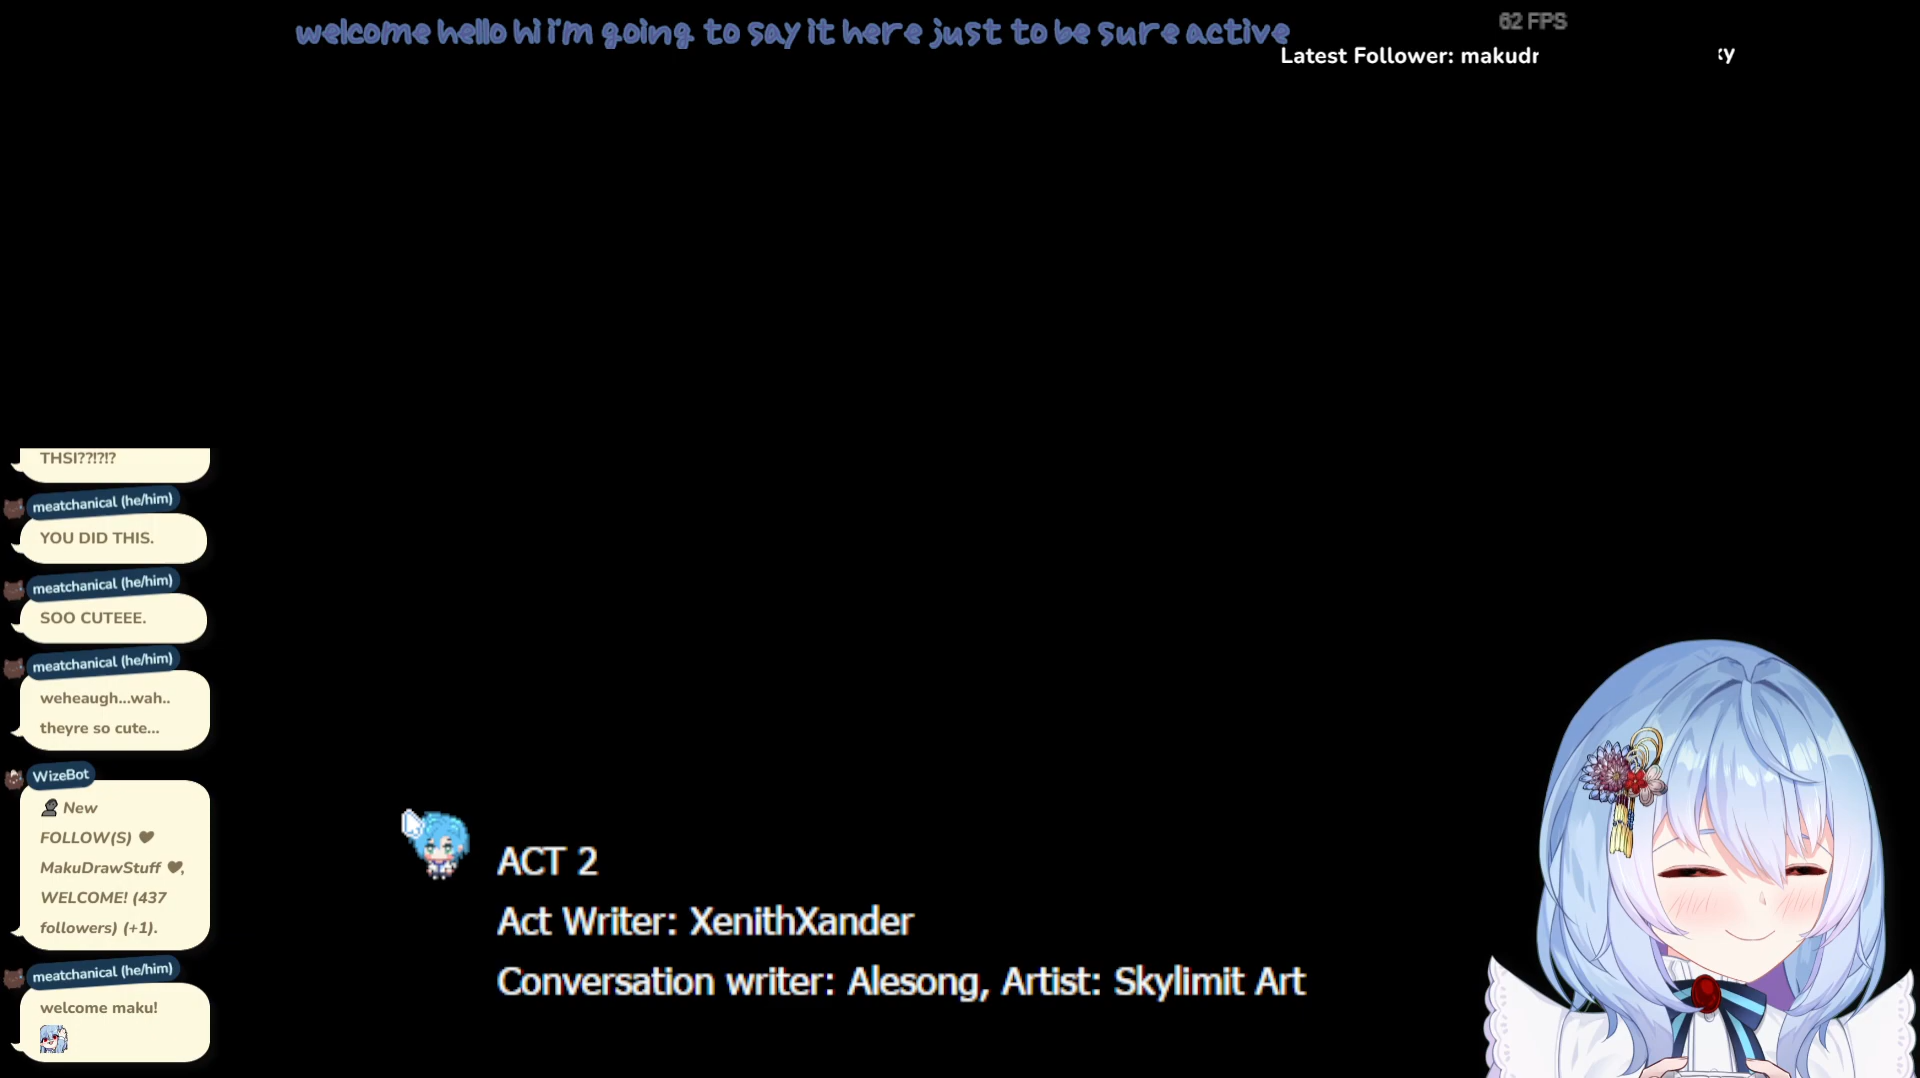 welcome hello hi i'm going to say it here just to be sure active
62 FPS
Latest Follower: makudr
THSI??!?!?
meatchanical (he/him)
YOU DID THIS.
meatchanical (he/him)
SOO CUTEEE.
meatchanical (he/him)
weheaugh...wah..
theyre so cute...
WizeBot
New
FOLLOW(S)
MakuDrawStuff ,
WELCOME! (437
followers) (+1).
meatchanical (he/him)
welcome maku!
ACT 2
Act Writer: XenithXander
Conversation writer: Alesong, Artist: Skylimit Art